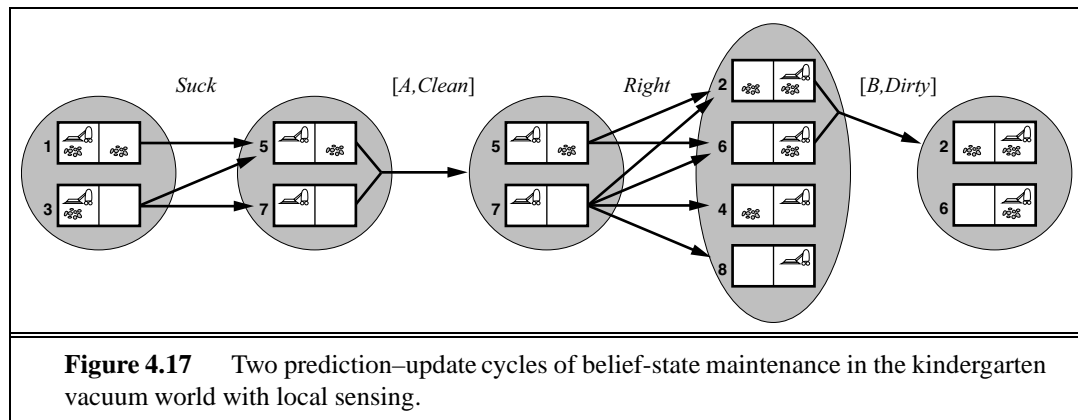 Suck [A,Clean] Right [B,Dirty]
1 5 5 2 2
3 7 7 6 6
4
8
Figure 4.17 Two prediction–update cycles of belief-state maintenance in the kindergarten
vacuum world with local sensing.